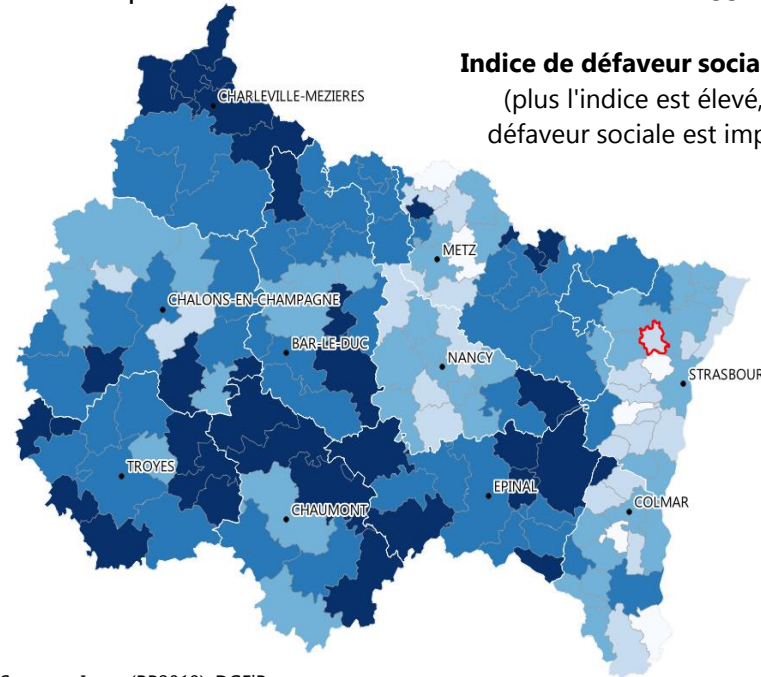 Indice de défaveur socia
(plus l'indice est élevé,
défaveur sociale est imp
CHARLEVILLE-MEZIERES
METZ
CHALONS-EN-CHAMPAGNE
BAR-LE-DUC
NANCY
STRASBOUR
TROYES
EPINAL
CHAUMONT
COLMAR